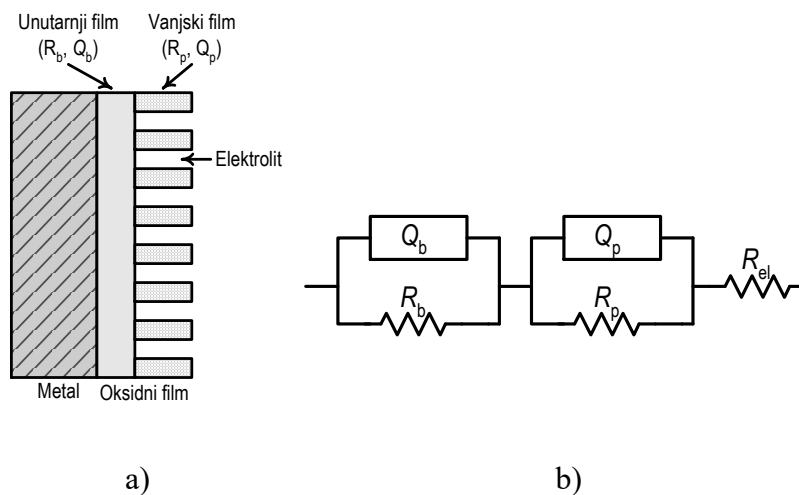 Unutarnji film
(R_b, Q_b)
Vanjski film
(R_p, Q_p)
Elektrolit
Metal
Oksidni film
Q_b
R_b
Q_p
R_p
R_el
a)
b)